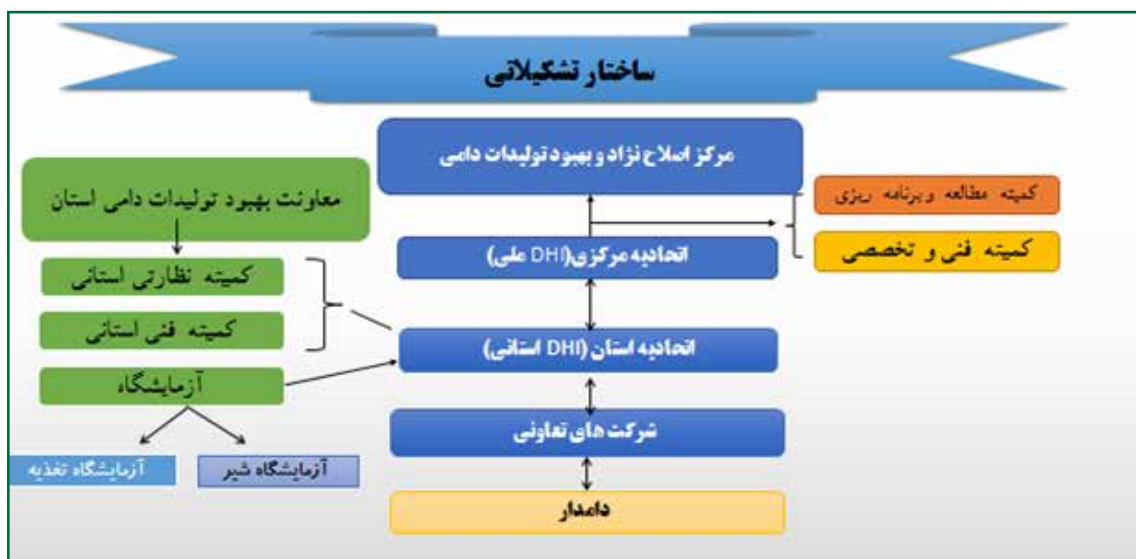 ساختار تشکیلاتی
مرکز اصلاح نژاد و بهبود تولیدات دامی
معاونت بهبود تولیدات دامی استان
کمیته مطالعه و برنامه ریزی
کمیته فنی و تخصصی
اتحادیه مرکزی(DHI ملی)
کمیته نظارتی استانی
کمیته فنی استانی
اتحادیه استان (DHI استانی)
آزمایشگاه
شرکت های تعاونی
آزمایشگاه شیر
آزمایشگاه تغذیه
دامدار